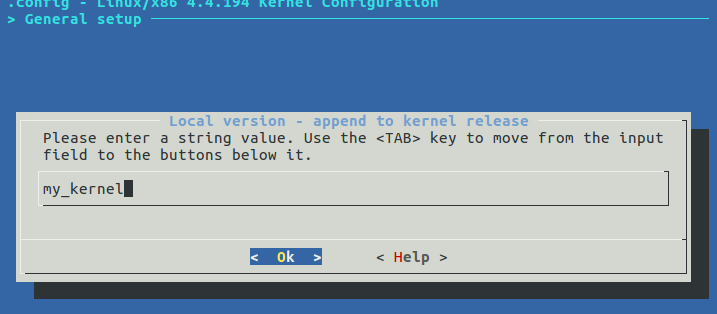 .config - Linux/x86 4.4.194 Kernel Configuration
> General setup
Local version - append to kernel release
Please enter a string value. Use the <TAB> key to move from the input
field to the buttons below it.
my_kernel
< Ok > < Help >